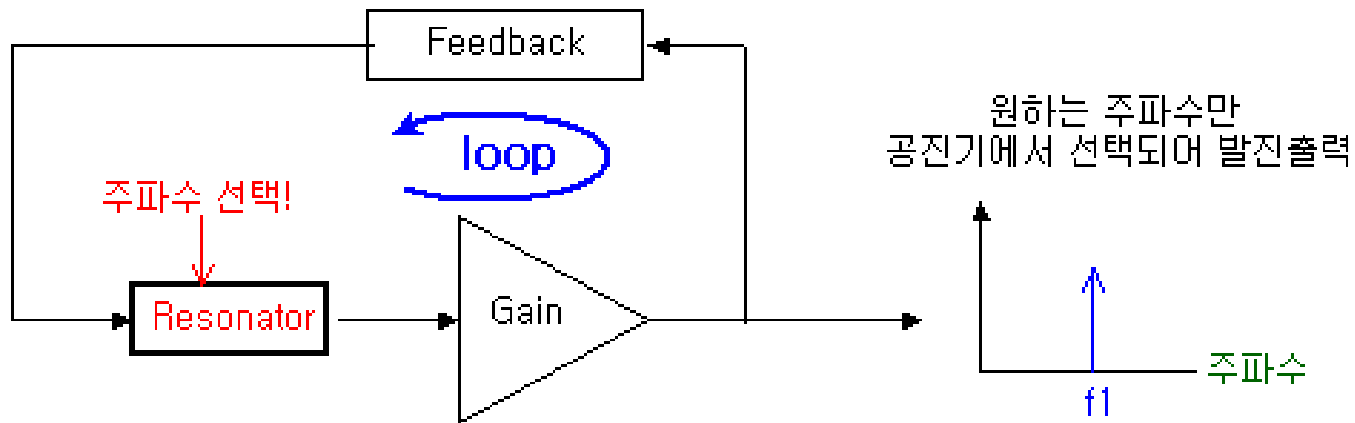 Feedback
원하는 주파수만
공진기에서 선택되어 발진출력
loop
주파수 선택!
Resonator
Gain
주파수
f1